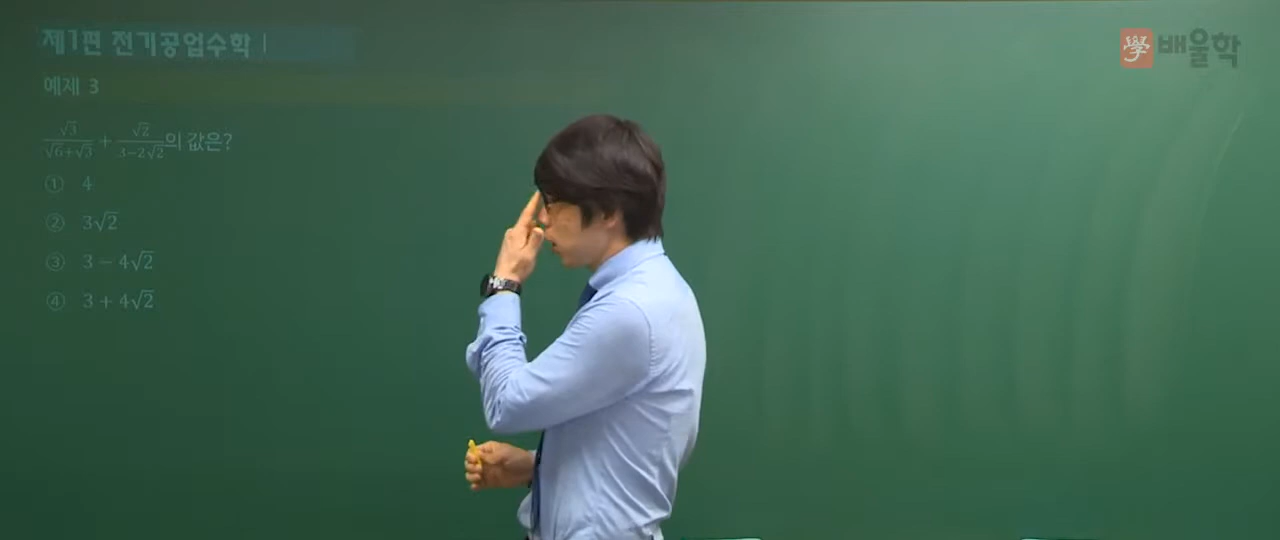 제1편 전기공업수학
學 배울학
예제 3
√3/(√6+√3) + √2/(3−2√2)의 값은?
① 4
② 3√2
③ 3 − 4√2
④ 3 + 4√2